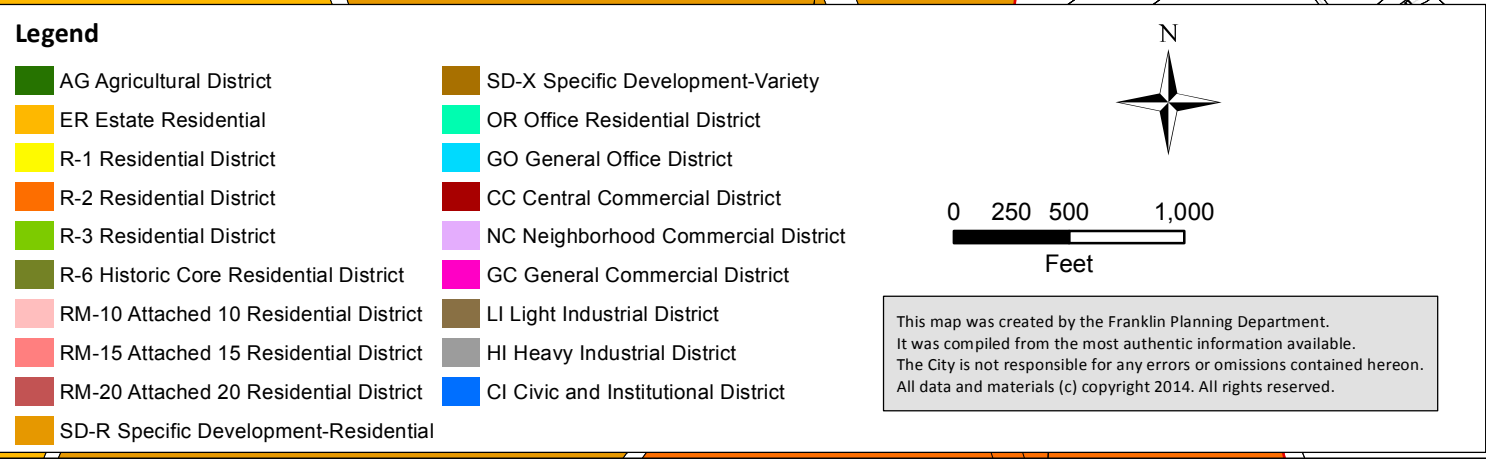 Legend
AG Agricultural District
ER Estate Residential
R-1 Residential District
R-2 Residential District
R-3 Residential District
R-6 Historic Core Residential District
RM-10 Attached 10 Residential District
RM-15 Attached 15 Residential District
RM-20 Attached 20 Residential District
SD-R Specific Development-Residential
SD-X Specific Development-Variety
OR Office Residential District
GO General Office District
CC Central Commercial District
NC Neighborhood Commercial District
GC General Commercial District
LI Light Industrial District
HI Heavy Industrial District
CI Civic and Institutional District
N
0 250 500 1,000
Feet
This map was created by the Franklin Planning Department.
It was compiled from the most authentic information available.
The City is not responsible for any errors or omissions contained hereon.
All data and materials (c) copyright 2014. All rights reserved.